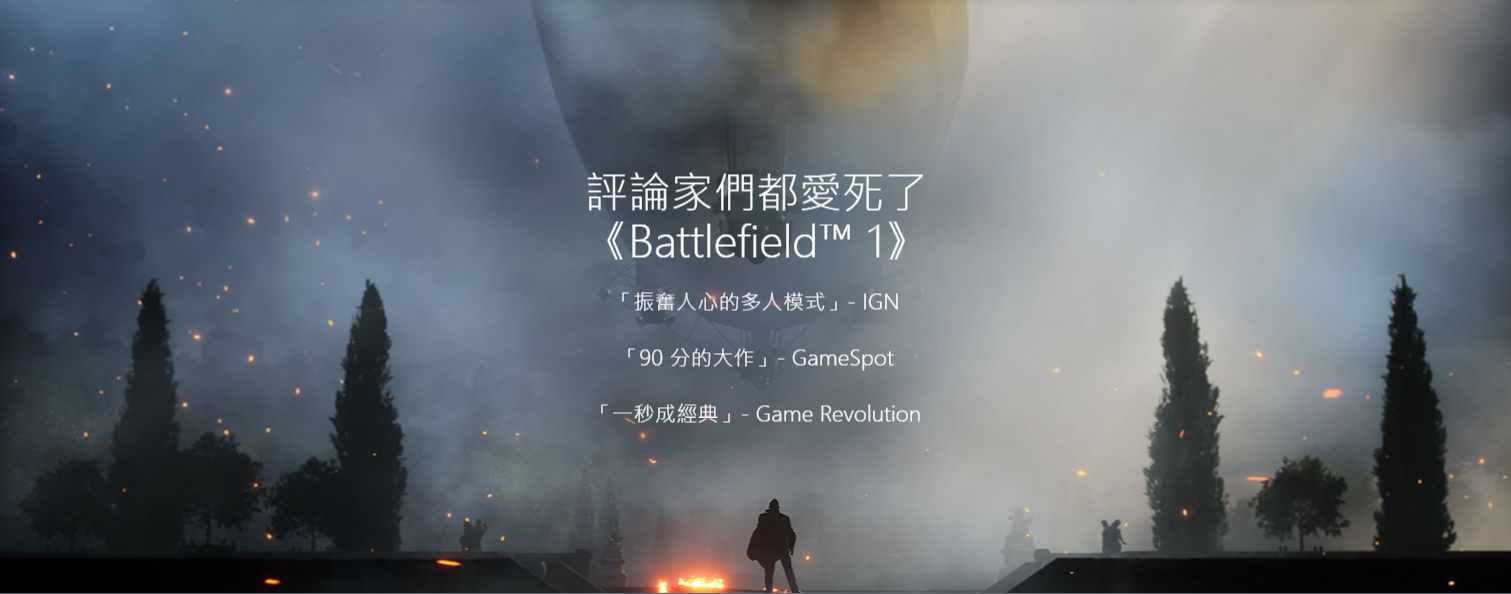 評論家們都愛死了
《Battlefield™ 1》
「振奮人心的多人模式」- IGN
「90 分的大作」- GameSpot
「一秒成經典」- Game Revolution